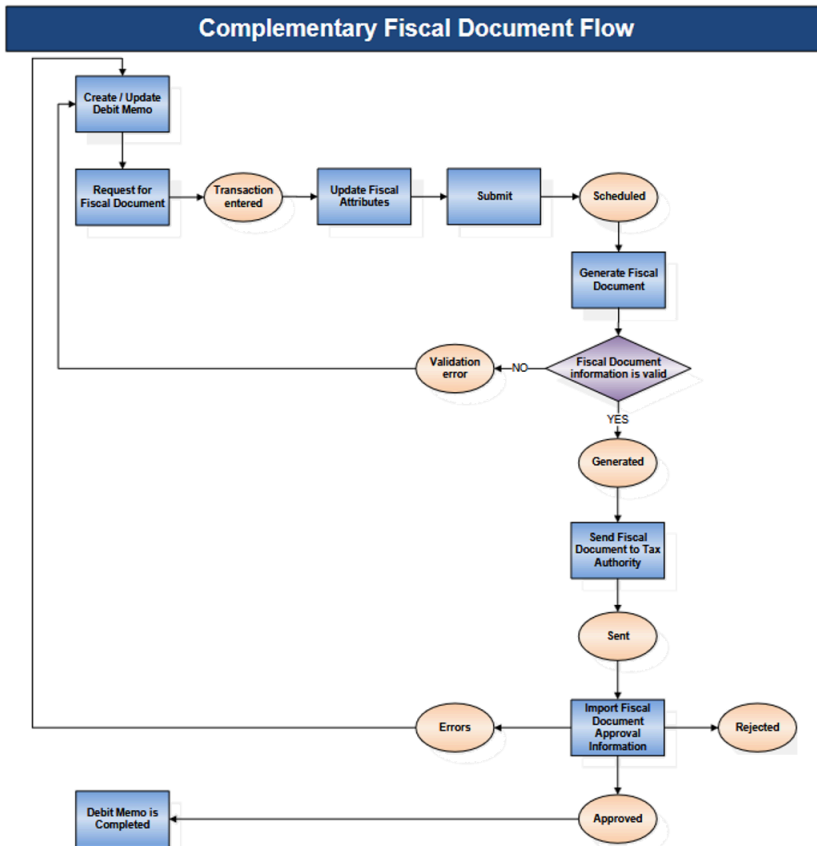 Complementary Fiscal Document Flow
Create / Update
Debit Memo
Request for
Fiscal Document
Transaction
entered
Update Fiscal
Attributes
Submit
Scheduled
Generate Fiscal
Document
Fiscal Document
information is valid
NO
Validation
error
YES
Generated
Send Fiscal
Document to Tax
Authority
Sent
Import Fiscal
Document
Approval
Information
Errors
Rejected
Approved
Debit Memo is
Completed